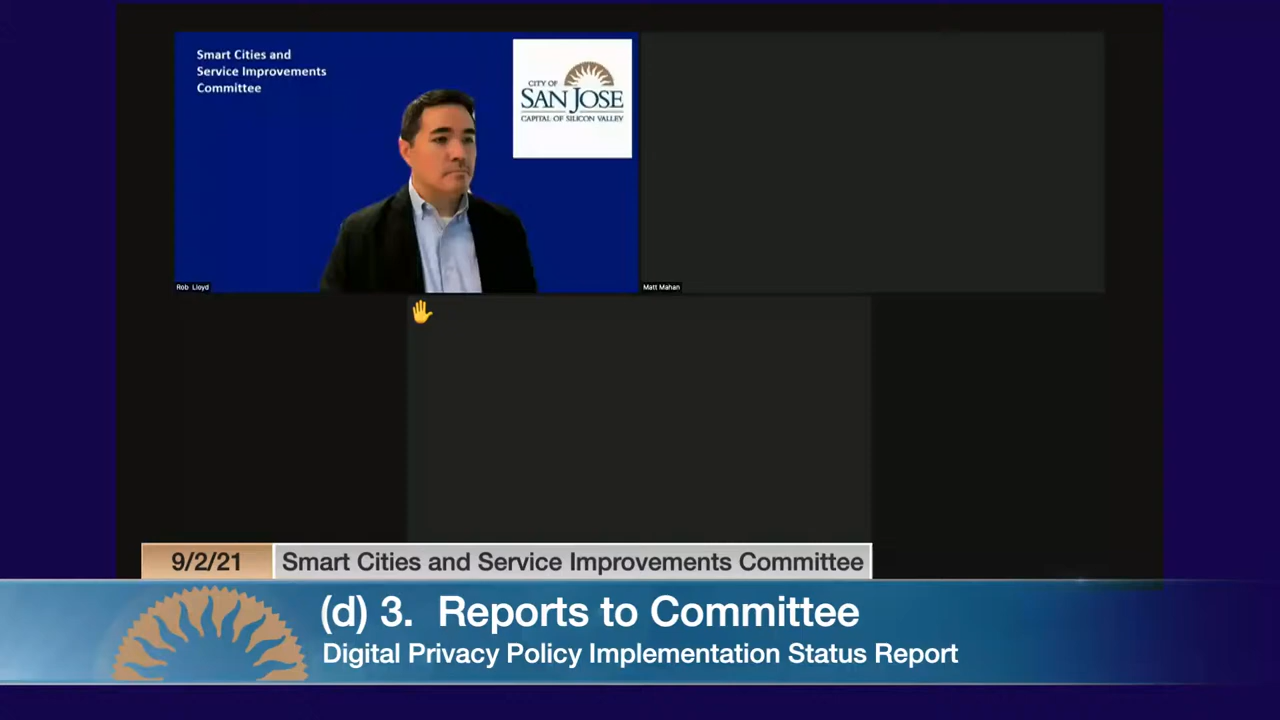 Smart Cities and
Service Improvements
Committee
CITY OF
SAN JOSE
CAPITAL OF SILICON VALLEY
Rob Lloyd
Matt Mahan
9/2/21
Smart Cities and Service Improvements Committee
(d) 3. Reports to Committee
Digital Privacy Policy Implementation Status Report